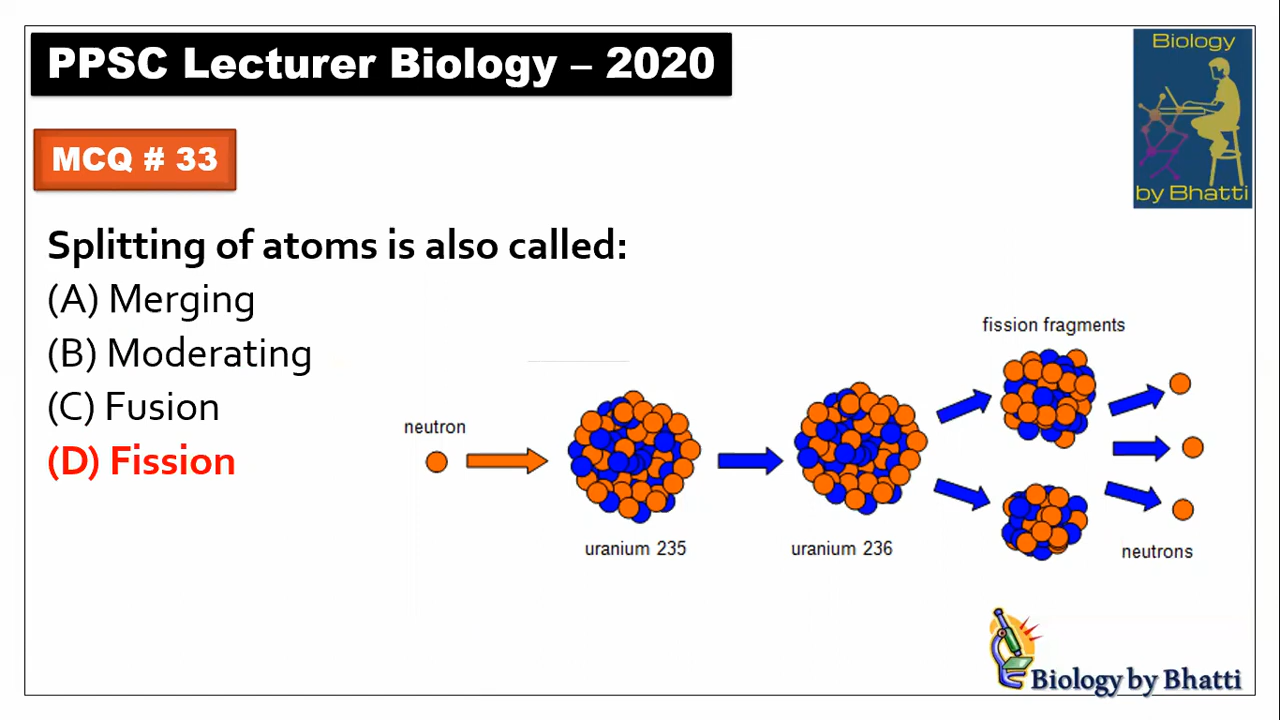 PPSC Lecturer Biology – 2020
Biology
by Bhatti
MCQ # 33
Splitting of atoms is also called:
(A) Merging
(B) Moderating
(C) Fusion
(D) Fission
neutron
uranium 235
uranium 236
fission fragments
neutrons
Biology by Bhatti